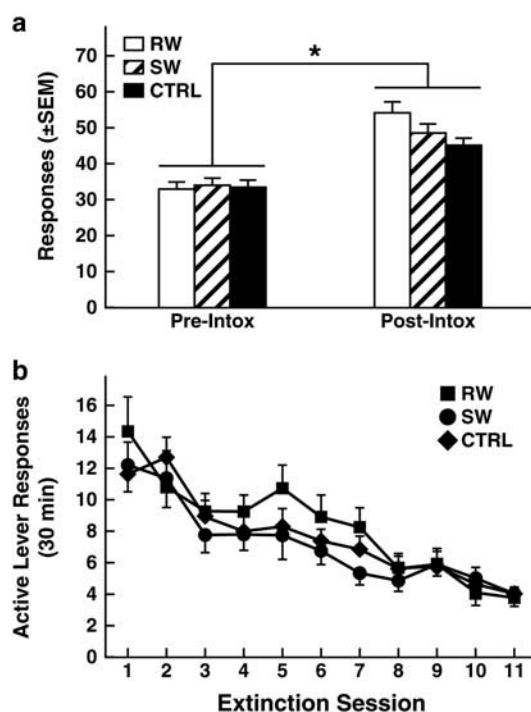 a
RW
SW
CTRL
*
Responses (±SEM)
70
60
50
40
30
20
10
0
Pre-Intox
Post-Intox
b
RW
SW
CTRL
Active Lever Responses
(30 min)
16
14
12
10
8
6
4
2
0
1 2 3 4 5 6 7 8 9 10 11
Extinction Session